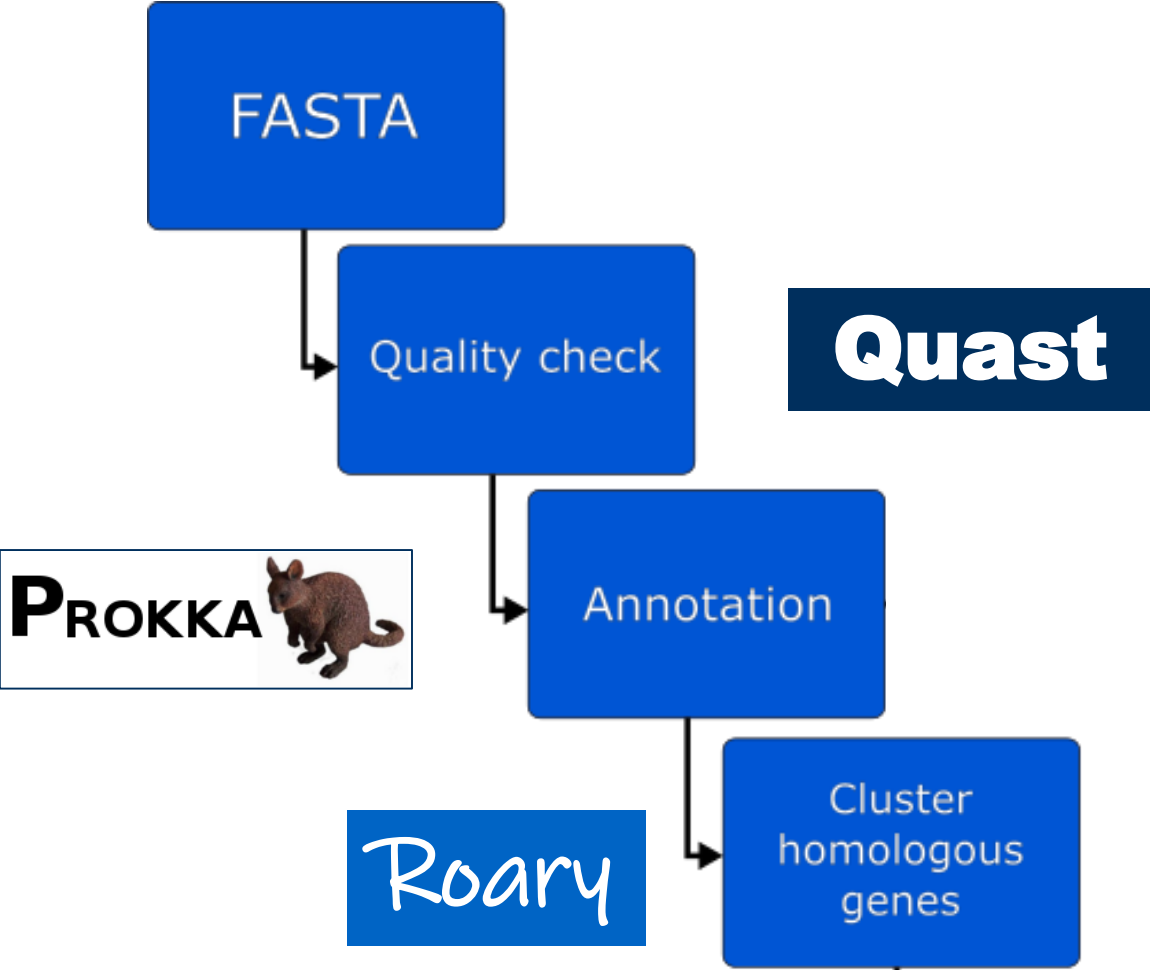 FASTA
Quality check
Quast
Annotation
PROKKA
Cluster
homologous
genes
Roary